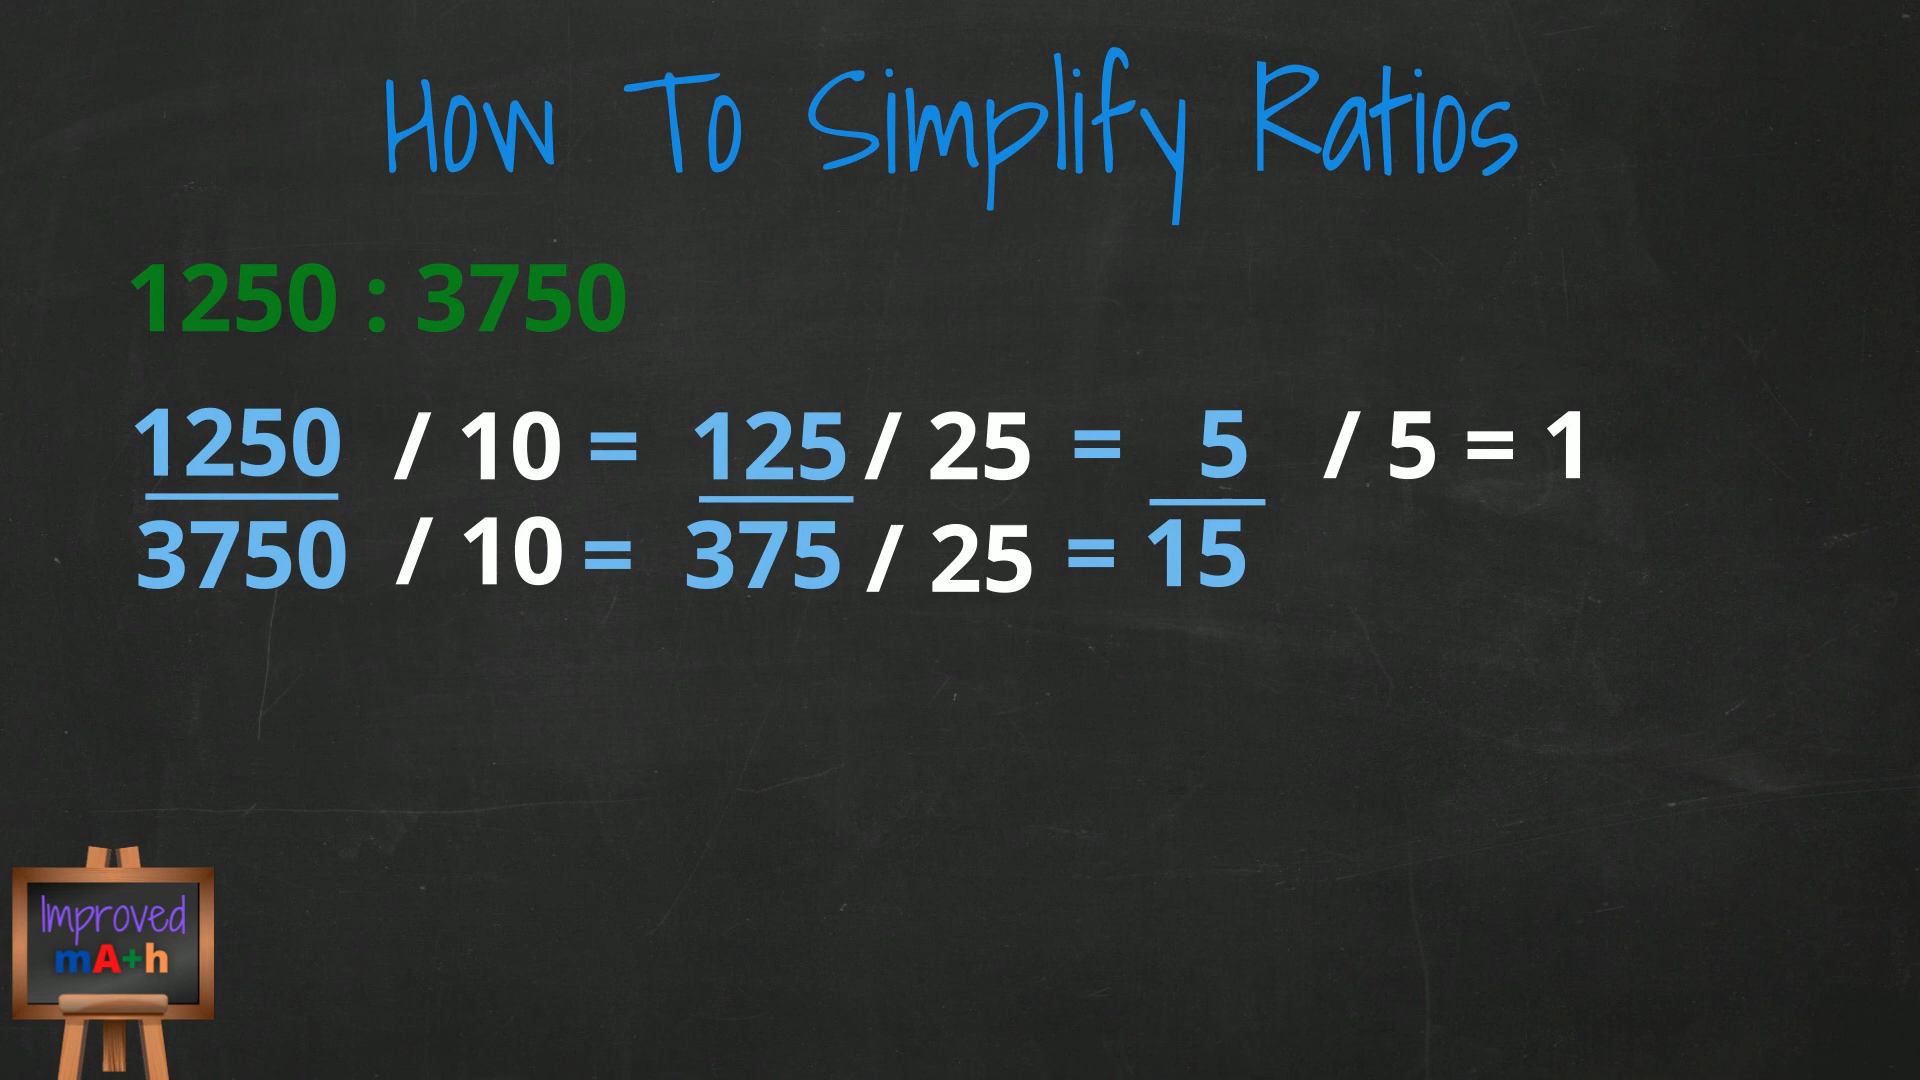 How To Simplify Ratios
1250 : 3750
1250 / 10 = 125 / 25 = 5 / 5 = 1
3750 / 10 = 375 / 25 = 15
Improved
mA+h